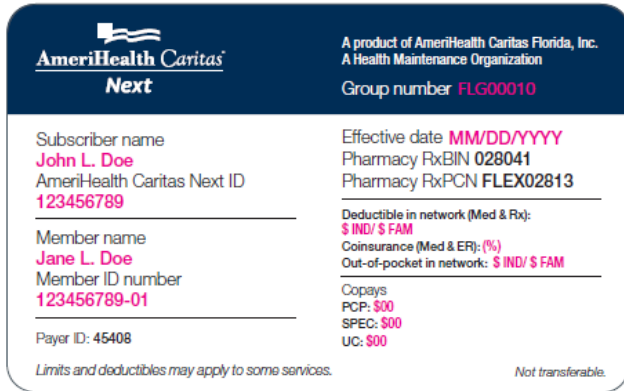 AmeriHealth Caritas
Next
A product of AmeriHealth Caritas Florida, Inc.
A Health Maintenance Organization
Group number FLG00010
Subscriber name
John L. Doe
AmeriHealth Caritas Next ID
123456789
Member name
Jane L. Doe
Member ID number
123456789-01
Payer ID: 45408
Effective date MM/DD/YYYY
Pharmacy RxBIN 028041
Pharmacy RxPCN FLEX02813
Deductible in network (Med & Rx):
$ IND/ $ FAM
Coinsurance (Med & ER): (%)
Out-of-pocket in network: $ IND/ $ FAM
Copays
PCP: $00
SPEC: $00
UC: $00
Limits and deductibles may apply to some services.
Not transferable.